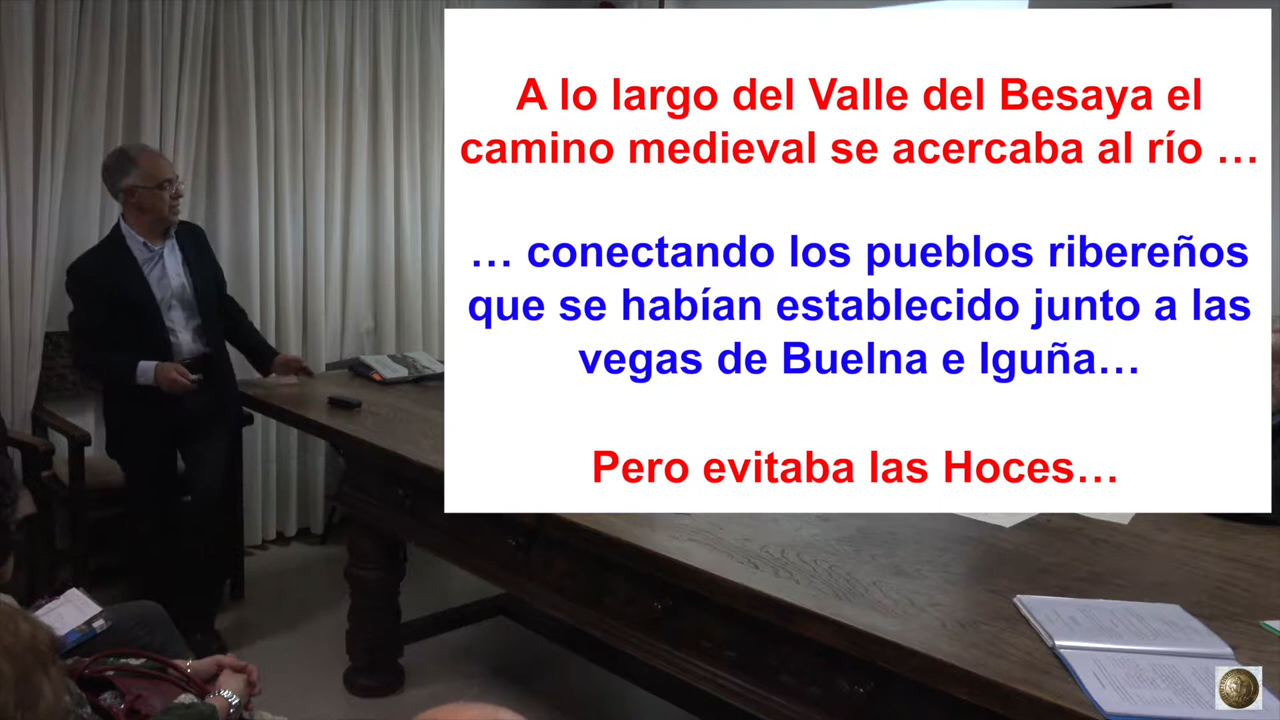 A lo largo del Valle del Besaya el
camino medieval se acercaba al río …
… conectando los pueblos ribereños
que se habían establecido junto a las
vegas de Buelna e Iguña…
Pero evitaba las Hoces…